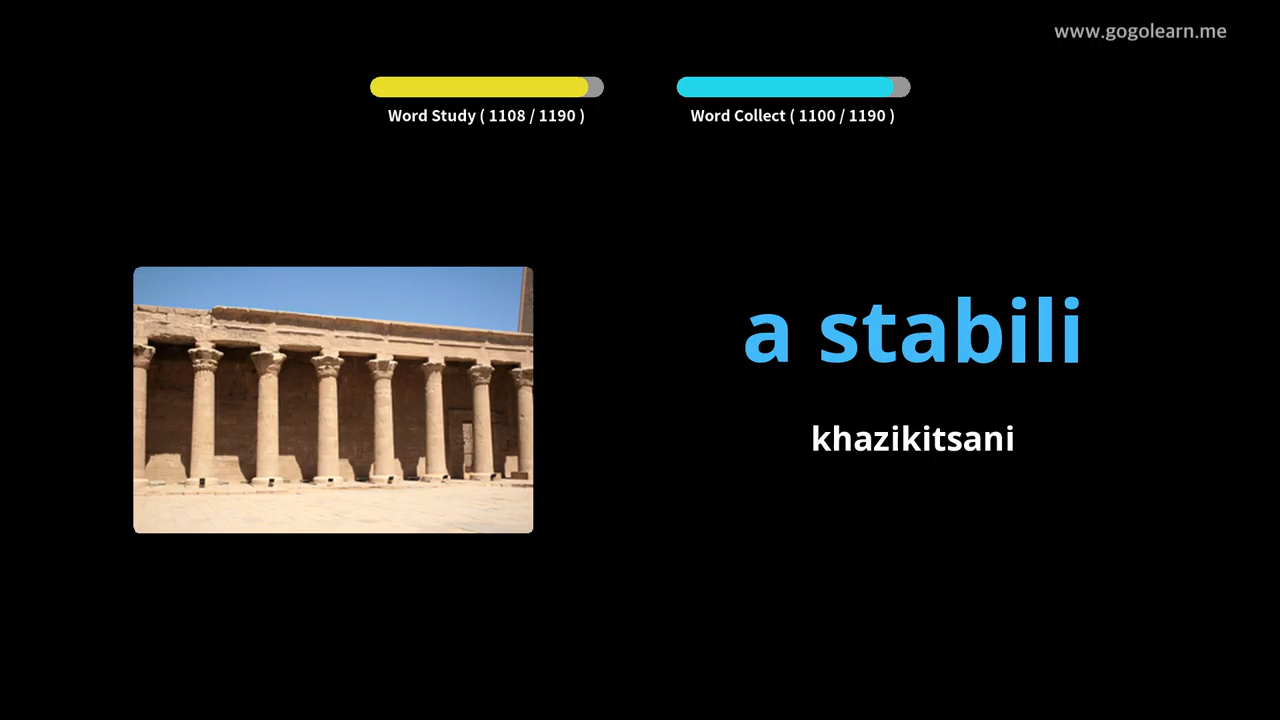 www.gogolearn.me
Word Study ( 1108 / 1190 )
Word Collect ( 1100 / 1190 )
a stabili
khazikitsani